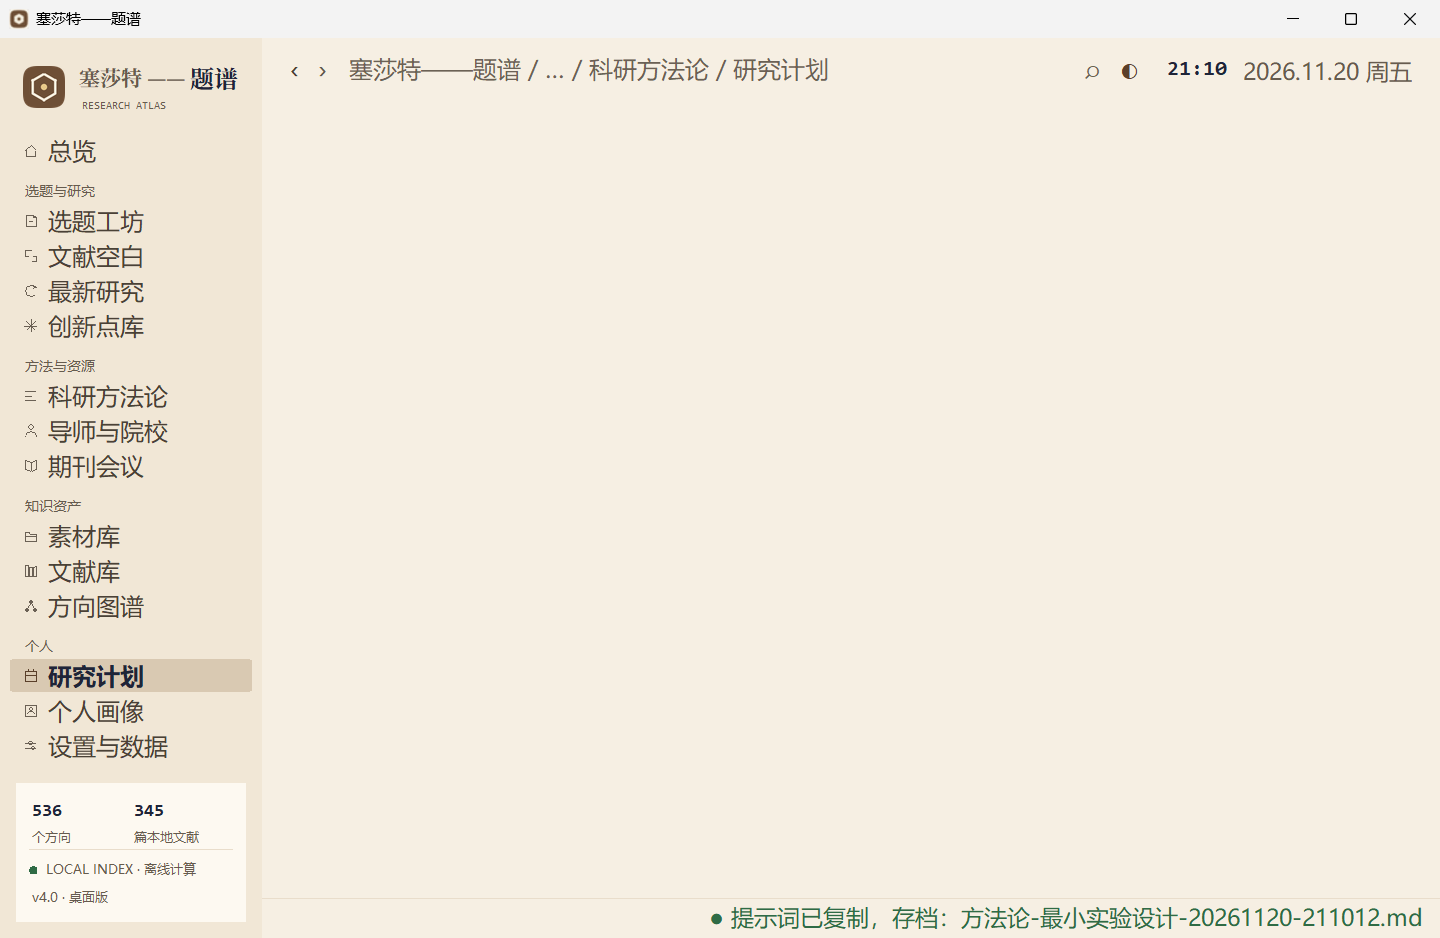 塞莎特——题谱
塞莎特 —— 题谱
RESEARCH ATLAS
总览
选题与研究
选题工坊
文献空白
最新研究
创新点库
方法与资源
科研方法论
导师与院校
期刊会议
知识资产
素材库
文献库
方向图谱
个人
研究计划
个人画像
设置与数据
536
345
个方向
篇本地文献
LOCAL INDEX · 离线计算
v4.0 · 桌面版
‹ › 塞莎特——题谱 / ... / 科研方法论 / 研究计划
21:10 2026.11.20 周五
提示词已复制，存档：方法论-最小实验设计-20261120-211012.md